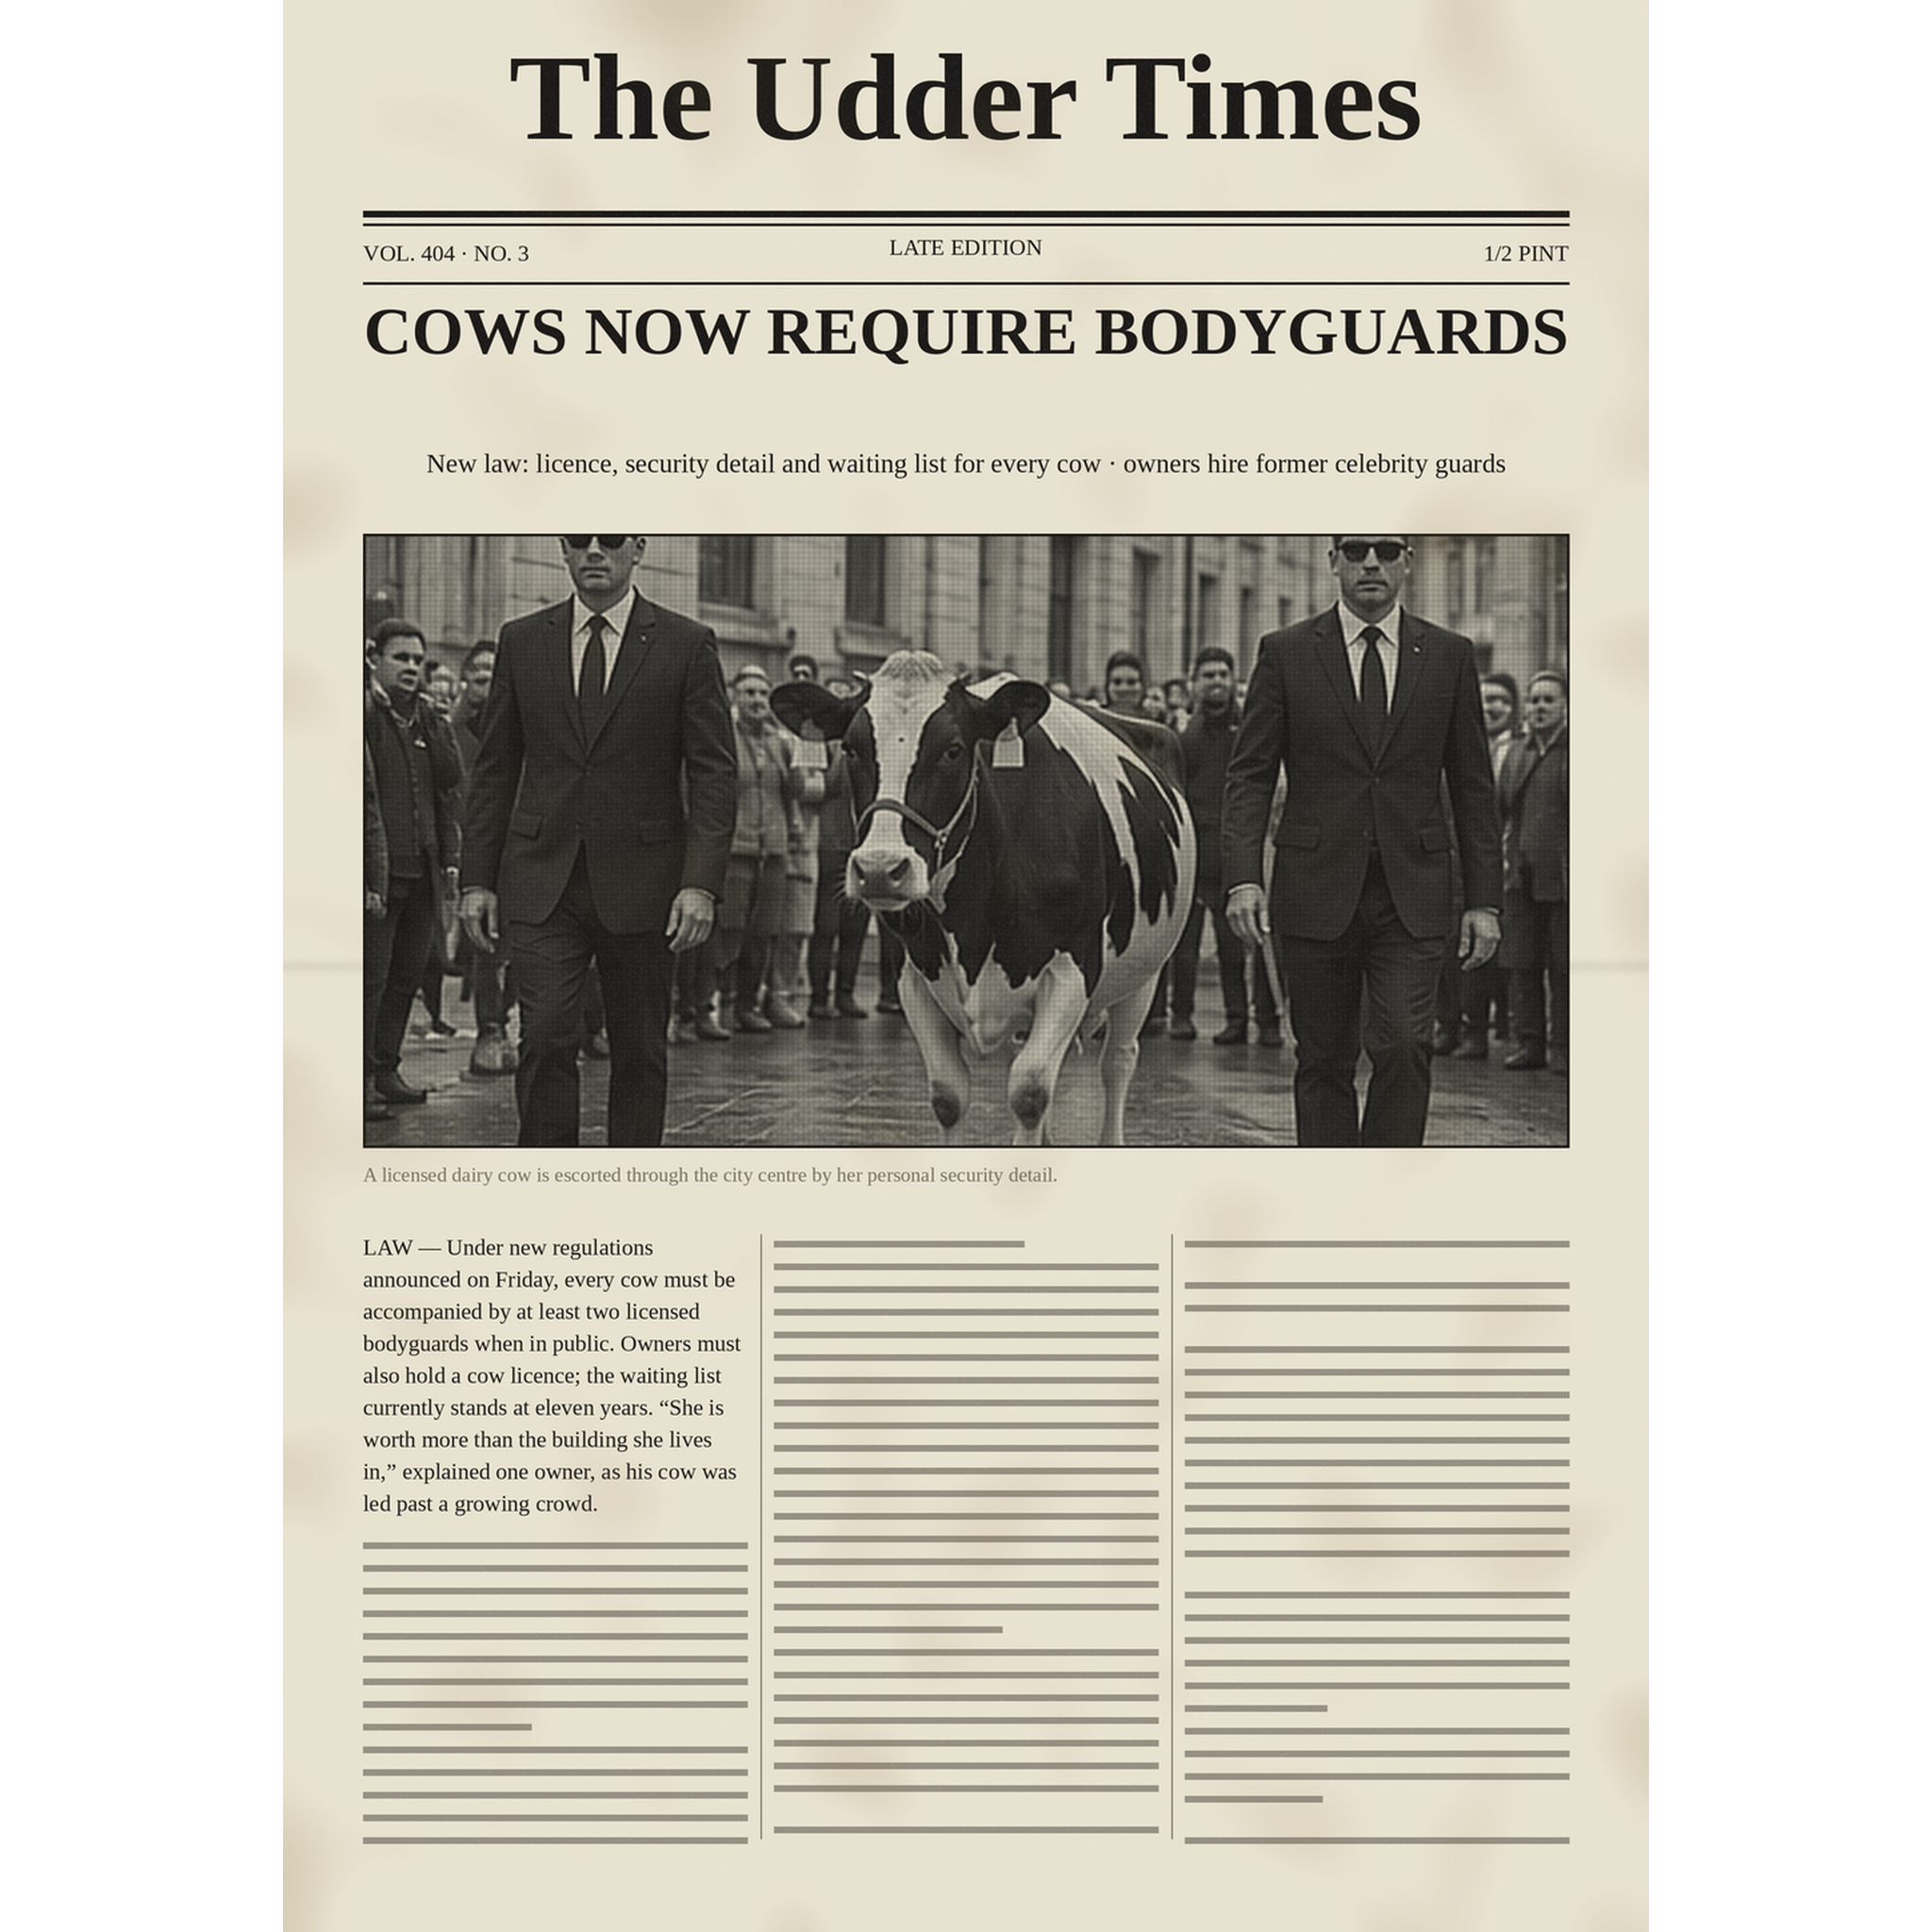 The Udder Times
VOL. 404 · NO. 3
LATE EDITION
1/2 PINT
COWS NOW REQUIRE BODYGUARDS
New law: licence, security detail and waiting list for every cow · owners hire former celebrity guards
A licensed dairy cow is escorted through the city centre by her personal security detail.
LAW — Under new regulations
announced on Friday, every cow must be
accompanied by at least two licensed
bodyguards when in public. Owners must
also hold a cow licence; the waiting list
currently stands at eleven years. “She is
worth more than the building she lives
in,” explained one owner, as his cow was
led past a growing crowd.